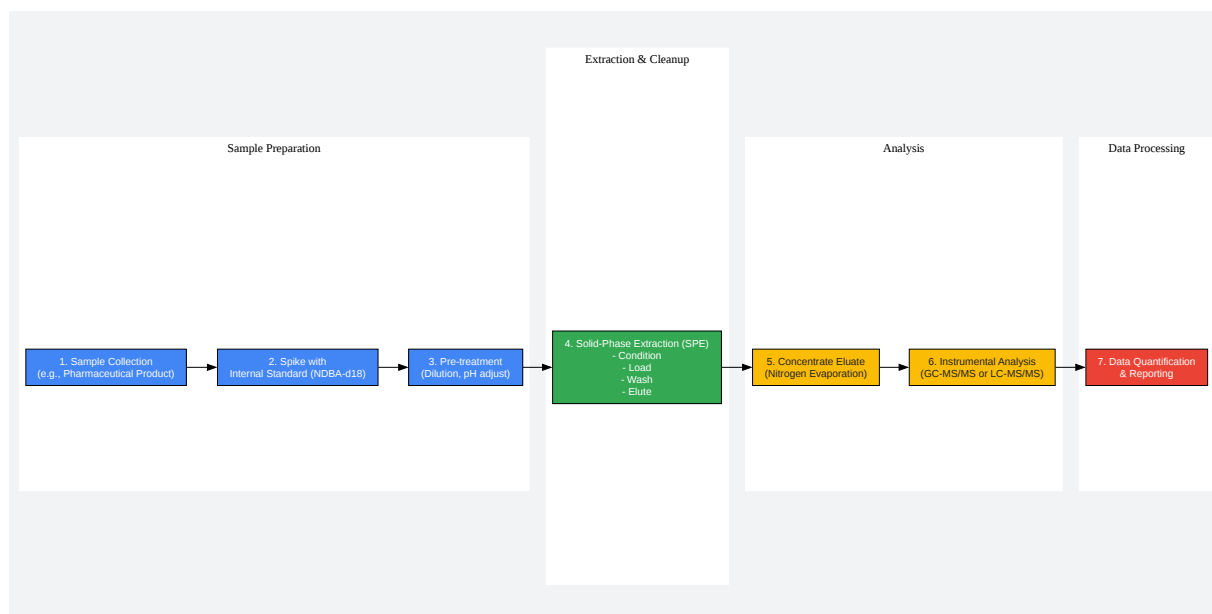 Extraction & Cleanup
Sample Preparation
Analysis
Data Processing
1. Sample Collection
(e.g., Pharmaceutical Product)
2. Spike with
Internal Standard (NDBA-d18)
3. Pre-treatment
(Dilution, pH adjust)
4. Solid-Phase Extraction (SPE)
- Condition
- Load
- Wash
- Elute
5. Concentrate Eluate
(Nitrogen Evaporation)
6. Instrumental Analysis
(GC-MS/MS or LC-MS/MS)
7. Data Quantification
& Reporting